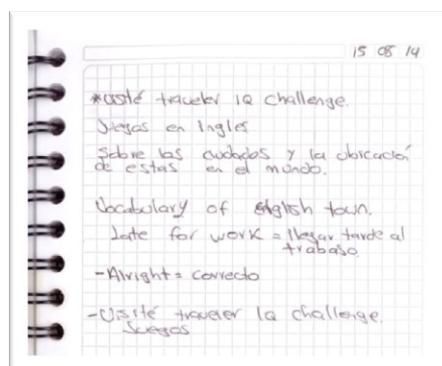 15 08 14
*visité traveler IQ challenge.
Juegos en Ingles
Sobre las ciudades y la ubicación
de estas en el mundo.
Vocabulary of English town.
Late for work = llegar tarde al
trabajo
-Alright = correcto
-Visité traveler IQ challenge.
Juegos